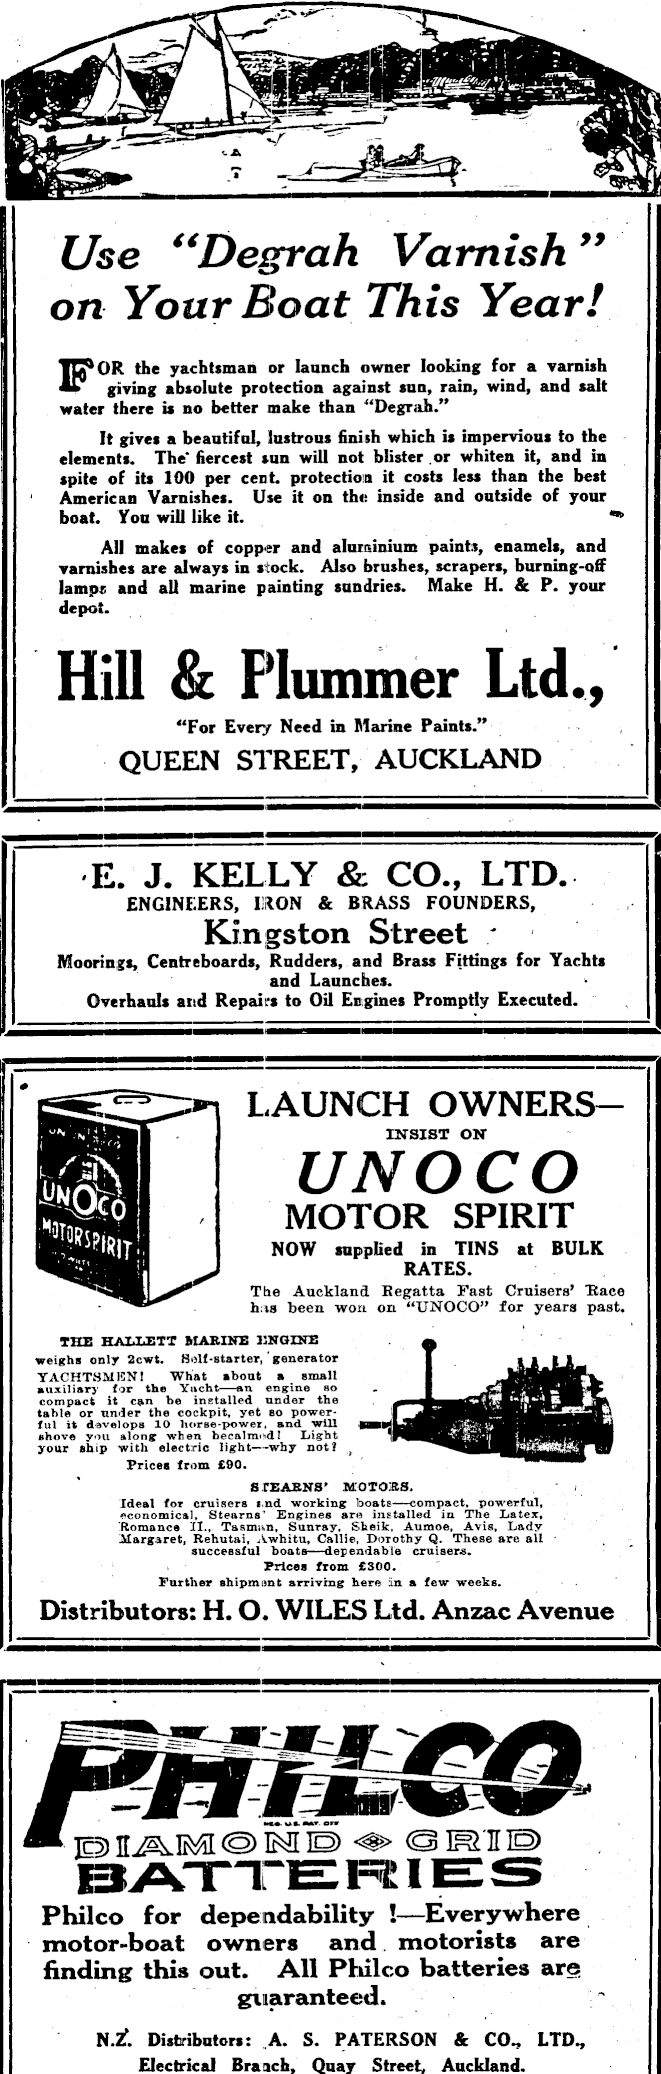 Use "Degrah Varnish"
on Your Boat This Year!
FOR the yachtsman or launch owner looking for a varnish
giving absolute protection against sun, rain, wind, and salt
water there is no better make than "Degrah."
It gives a beautiful, lustrous finish which is impervious to the
elements. The fiercest sun will not blister or whiten it, and in
spite of its 100 per cent. protection it costs less than the best
American Varnishes. Use it on the inside and outside of your
boat. You will like it.
All makes of copper and aluminium paints, enamels, and
varnishes are always in stock. Also brushes, scrapers, burning-off
lamps and all marine painting sundries. Make H. & P. your
depot.
Hill & Plummer Ltd.,
"For Every Need in Marine Paints."
QUEEN STREET, AUCKLAND
E. J. KELLY & CO., LTD.
ENGINEERS, IRON & BRASS FOUNDERS,
Kingston Street
Moorings, Centreboards, Rudders, and Brass Fittings for Yachts
and Launches.
Overhauls and Repairs to Oil Engines Promptly Executed.
UNOCO
MOTOR SPIRIT
LAUNCH OWNERS—
INSIST ON
UNOCO
MOTOR SPIRIT
NOW supplied in TINS at BULK
RATES.
The Auckland Regatta Fast Cruisers' Race
has been won on "UNOCO" for years past.
THE HALLETT MARINE ENGINE
weighs only 2cwt. Self-starter, generator
YACHTSMEN! What about a small
auxiliary for the Yacht—an engine so
compact it can be installed under the
table or under the cockpit, yet so power-
ful it develops 10 horse-power, and will
shove you along when becalmed! Light
your ship with electric light—why not?
Prices from £90.
STEARNS' MOTORS.
Ideal for cruisers and working boats—compact, powerful,
economical, Stearns' Engines are installed in The Latex,
Romance II., Tasman, Sunray, Sheik, Aumoe, Avis, Lady
Margaret, Rehutai, Awhitu, Callie, Dorothy Q. These are all
successful boats—dependable cruisers.
Prices from £300.
Further shipment arriving here in a few weeks.
Distributors: H. O. WILES Ltd. Anzac Avenue
PHILCO
REG. U.S. PAT. OFF
DIAMOND GRID
BATTERIES
Philco for dependability !—Everywhere
motor-boat owners and motorists are
finding this out. All Philco batteries are
guaranteed.
N.Z. Distributors: A. S. PATERSON & CO., LTD.,
Electrical Branch, Quay Street, Auckland.